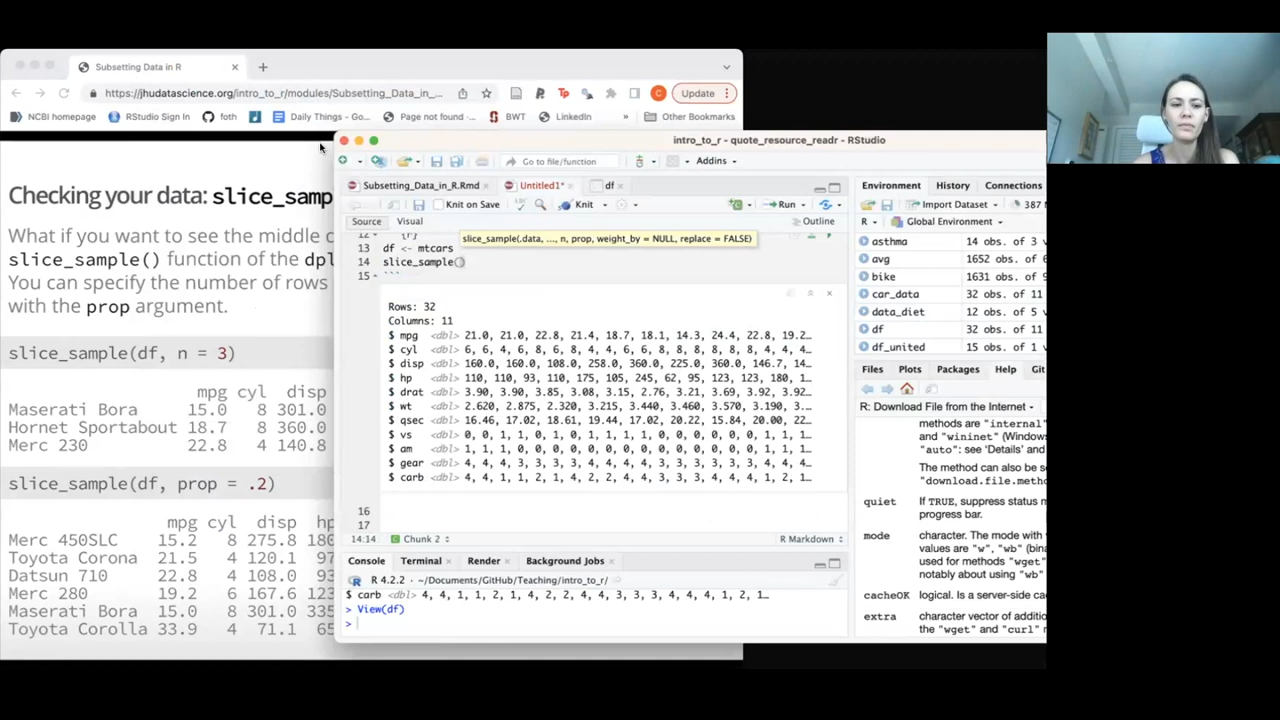 Subsetting Data in R
https://jhudatascience.org/intro_to_r/modules/Subsetting_Data_in_...
Update
NCBI homepage
RStudio Sign In
foth
Daily Things - Go...
Page not found ·...
BWT
LinkedIn
Other Bookmarks
Checking your data: slice_samp
What if you want to see the middle
slice_sample() function of the dpl
You can specify the number of rows
with the prop argument.
slice_sample(df, n = 3)
mpg cyl disp
Maserati Bora 15.0 8 301.0
Hornet Sportabout 18.7 8 360.0
Merc 230 22.8 4 140.8
slice_sample(df, prop = .2)
mpg cyl disp hp
Merc 450SLC 15.2 8 275.8 180
Toyota Corona 21.5 4 120.1 97
Datsun 710 22.8 4 108.0 93
Merc 280 19.2 6 167.6 123
Maserati Bora 15.0 8 301.0 335
Toyota Corolla 33.9 4 71.1 65
intro_to_r - quote_resource_readr - RStudio
Go to file/function
Addins
Subsetting_Data_in_R.Rmd
Untitled1*
df
Knit on Save
Knit
Run
Source
Visual
Outline
slice_sample(.data, ..., n, prop, weight_by = NULL, replace = FALSE)
13 df <- mtcars
14 slice_sample()
15 ```
Rows: 32
Columns: 11
$ mpg <dbl> 21.0, 21.0, 22.8, 21.4, 18.7, 18.1, 14.3, 24.4, 22.8, 19.2…
$ cyl <dbl> 6, 6, 4, 6, 8, 6, 8, 4, 4, 6, 6, 8, 8, 8, 8, 8, 8, 4, 4, 4…
$ disp <dbl> 160.0, 160.0, 108.0, 258.0, 360.0, 225.0, 360.0, 146.7, 14…
$ hp <dbl> 110, 110, 93, 110, 175, 105, 245, 62, 95, 123, 123, 180, 1…
$ drat <dbl> 3.90, 3.90, 3.85, 3.08, 3.15, 2.76, 3.21, 3.69, 3.92, 3.92…
$ wt <dbl> 2.620, 2.875, 2.320, 3.215, 3.440, 3.460, 3.570, 3.190, 3.…
$ qsec <dbl> 16.46, 17.02, 18.61, 19.44, 17.02, 20.22, 15.84, 20.00, 22…
$ vs <dbl> 0, 0, 1, 1, 0, 1, 0, 1, 1, 1, 1, 0, 0, 0, 0, 0, 0, 1, 1, 1…
$ am <dbl> 1, 1, 1, 0, 0, 0, 0, 0, 0, 0, 0, 0, 0, 0, 0, 0, 0, 1, 1, 1…
$ gear <dbl> 4, 4, 4, 3, 3, 3, 3, 4, 4, 4, 4, 3, 3, 3, 3, 3, 3, 4, 4, 4…
$ carb <dbl> 4, 4, 1, 1, 2, 1, 4, 2, 2, 4, 4, 3, 3, 3, 4, 4, 4, 1, 2, 1…
16
17
14:14
Chunk 2
R Markdown
Console
Terminal
Render
Background Jobs
R 4.2.2 · ~/Documents/GitHub/Teaching/intro_to_r/
$ carb <dbl> 4, 4, 1, 1, 2, 1, 4, 2, 2, 4, 4, 3, 3, 3, 4, 4, 4, 1, 2, 1…
> View(df)
>
Environment
History
Connections
Import Dataset
387
R
Global Environment
asthma 14 obs. of 3
avg 1652 obs. of
bike 1631 obs. of
car_data 32 obs. of 11
data_diet 12 obs. of 5
df 32 obs. of 11
df_united 15 obs. of 1
Files
Plots
Packages
Help
Git
R: Download File from the Internet
methods are "internal"
and "wininet" (Window
"auto": see 'Details' and
The method can also be s
"download.file.metho
quiet If TRUE, suppress status m
progress bar.
mode character. The mode with
values are "w", "wb" (bina
used for methods "wget"
notably about using "wb"
cacheOK logical. Is a server-side ca
extra character vector of addition
the "wget" and "curl"